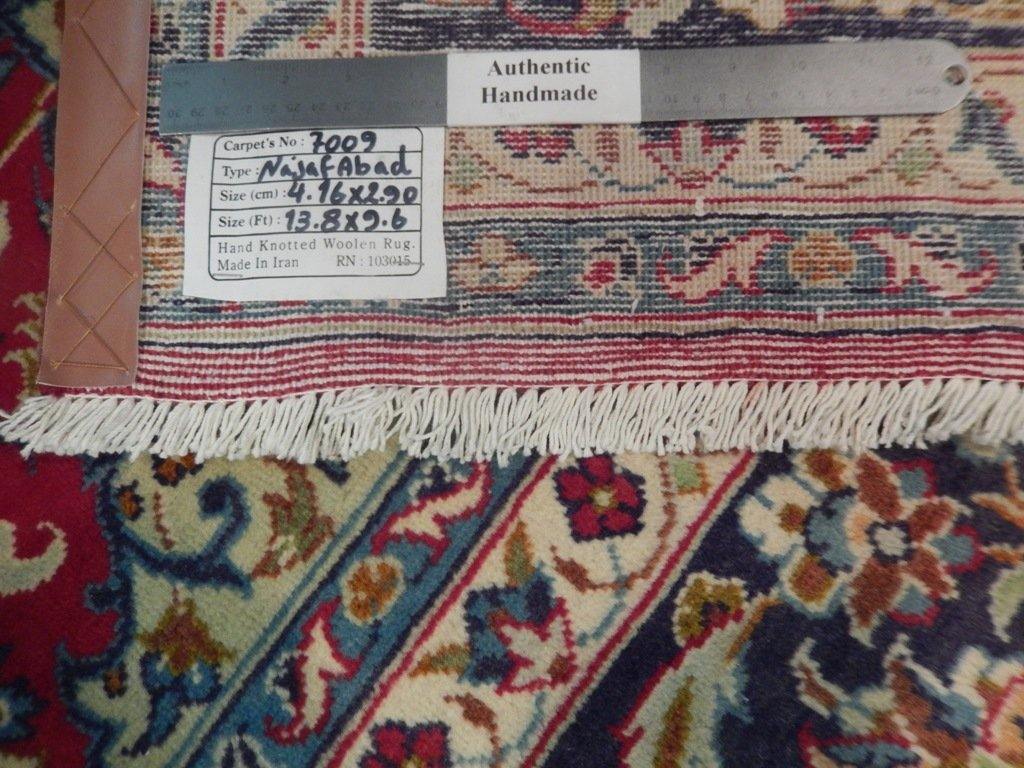 Authentic
Handmade
Carpet's No : 7009
Type : NajafAbad
Size (cm) : 4.16x2.90
Size (Ft) : 13.8x9.6
Hand Knotted Woolen Rug.
Made In Iran RN : 103015